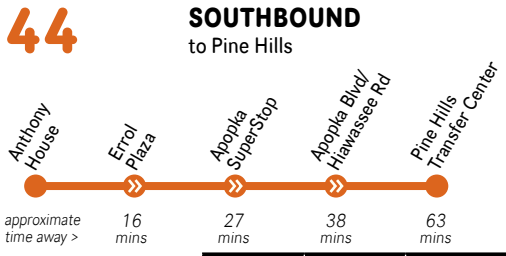 44
SOUTHBOUND
to Pine Hills
Anthony
House
Errol
Plaza
Apopka
SuperStop
Apopka Blvd/
Hiawassee Rd
Pine Hills
Transfer Center
approximate
time away >
16
mins
27
mins
38
mins
63
mins